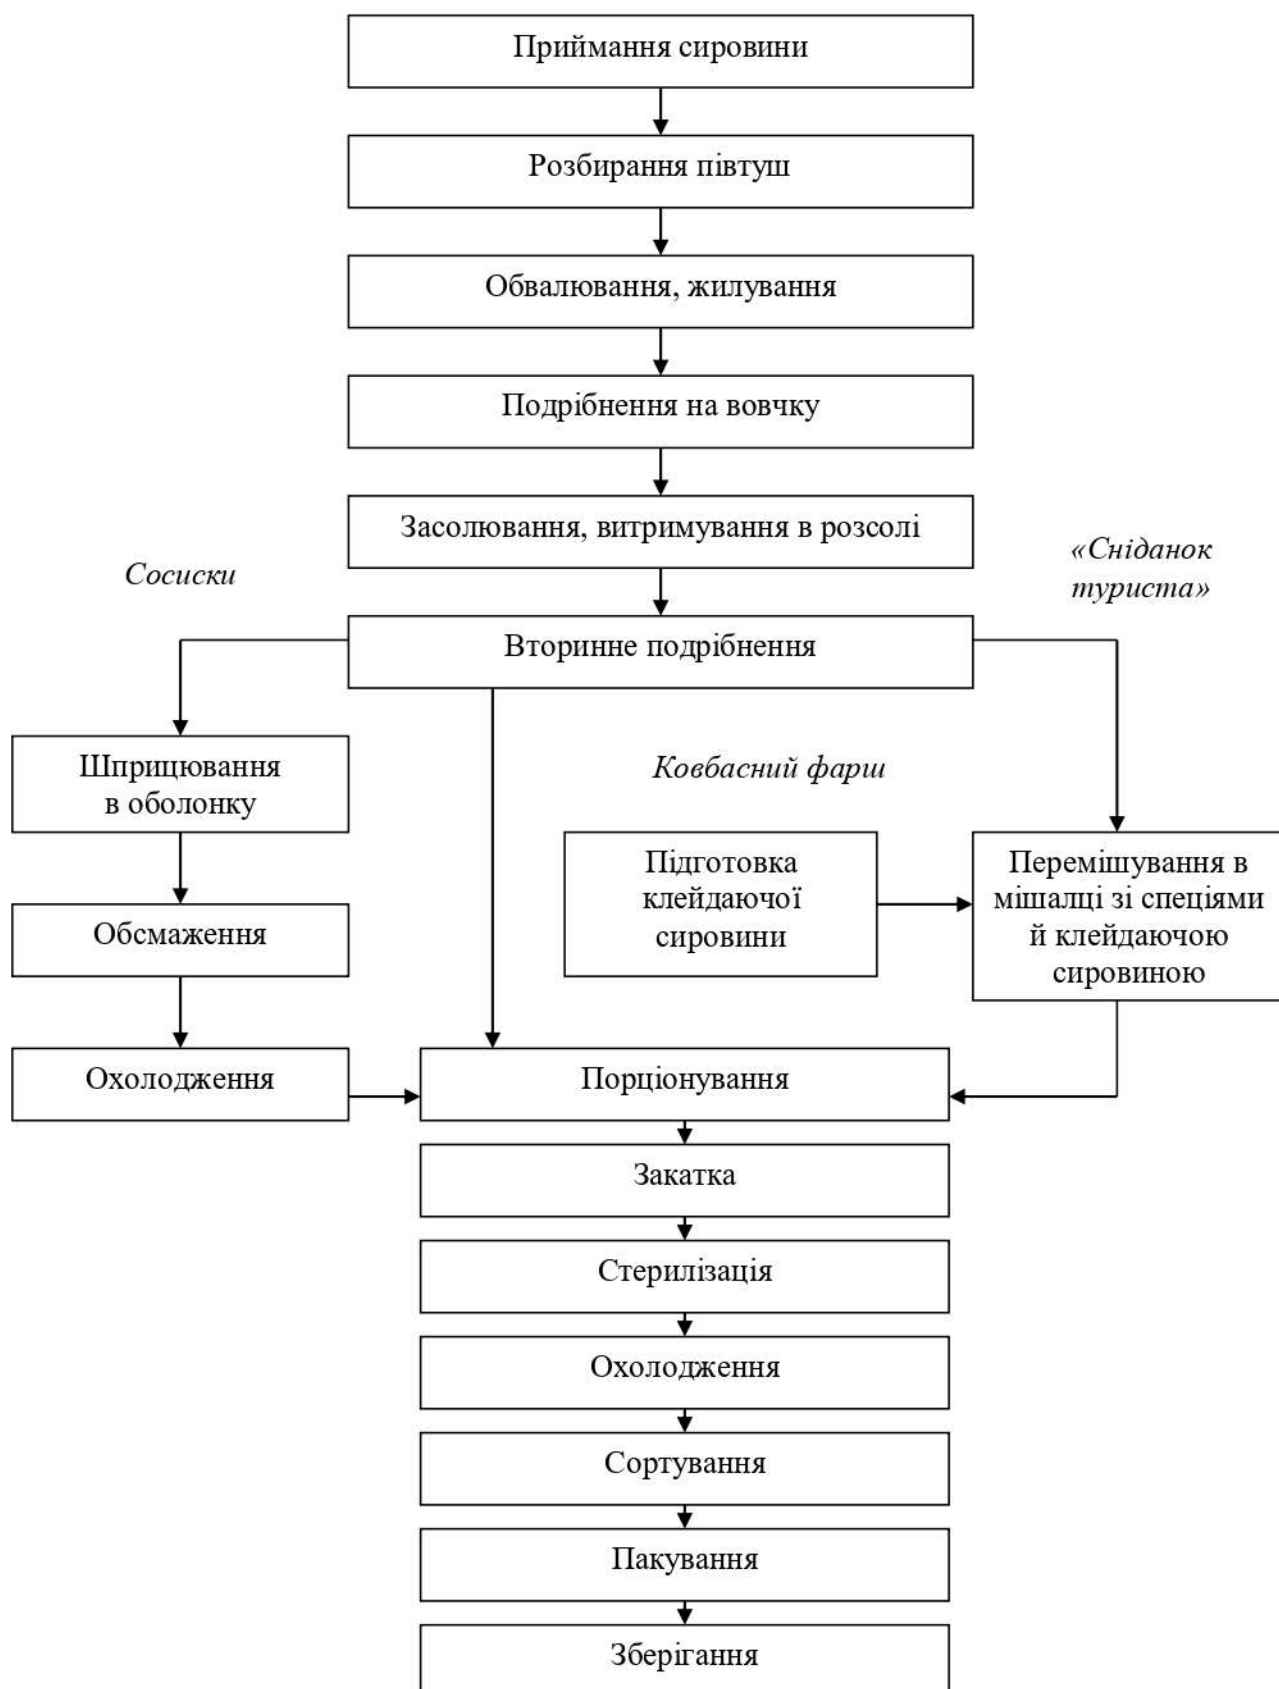 Приймання сировини
Розбирання півтуш
Обвалювання, жилування
Подрібнення на вовчку
Засолювання, витримування в розсолі
Сосиски
«Сніданок
туриста»
Вторинне подрібнення
Шприцювання
в оболонку
Ковбасний фарш
Підготовка
клейдаючої
сировини
Перемішування в
мішалці зі спеціями
й клейдаючою
сировиною
Обсмаження
Охолодження
Порціонування
Закатка
Стерилізація
Охолодження
Сортування
Пакування
Зберігання